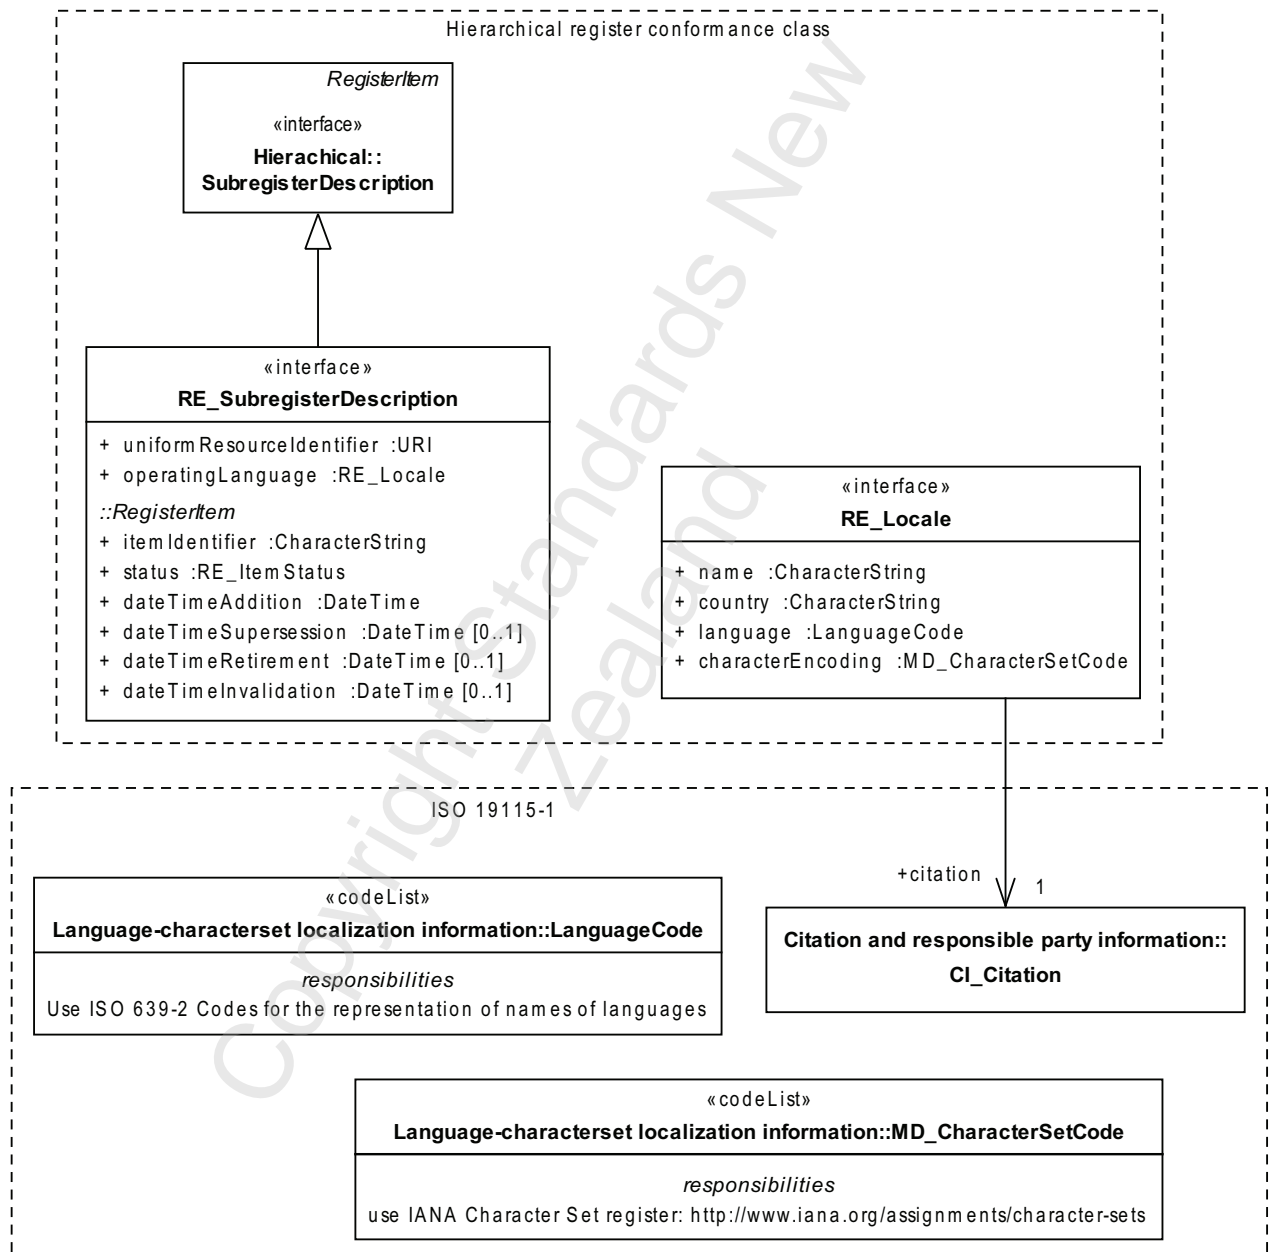 Hierarchical register conformance class
RegisterItem
«interface»
Hierachical::
SubregisterDescription
«interface»
RE_SubregisterDescription
+ uniformResourceIdentifier :URI
+ operatingLanguage :RE_Locale
::RegisterItem
+ itemIdentifier :CharacterString
+ status :RE_ItemStatus
+ dateTimeAddition :DateTime
+ dateTimeSupersession :DateTime [0..1]
+ dateTimeRetirement :DateTime [0..1]
+ dateTimeInvalidation :DateTime [0..1]
«interface»
RE_Locale
+ name :CharacterString
+ country :CharacterString
+ language :LanguageCode
+ characterEncoding :MD_CharacterSetCode
ISO 19115-1
+citation
1
«codeList»
Language-characterset localization information::LanguageCode
responsibilities
Use ISO 639-2 Codes for the representation of names of languages
Citation and responsible party information::
CI_Citation
«codeList»
Language-characterset localization information::MD_CharacterSetCode
responsibilities
use IANA Character Set register: http://www.iana.org/assignments/character-sets
Copyright Standards New
Zealand